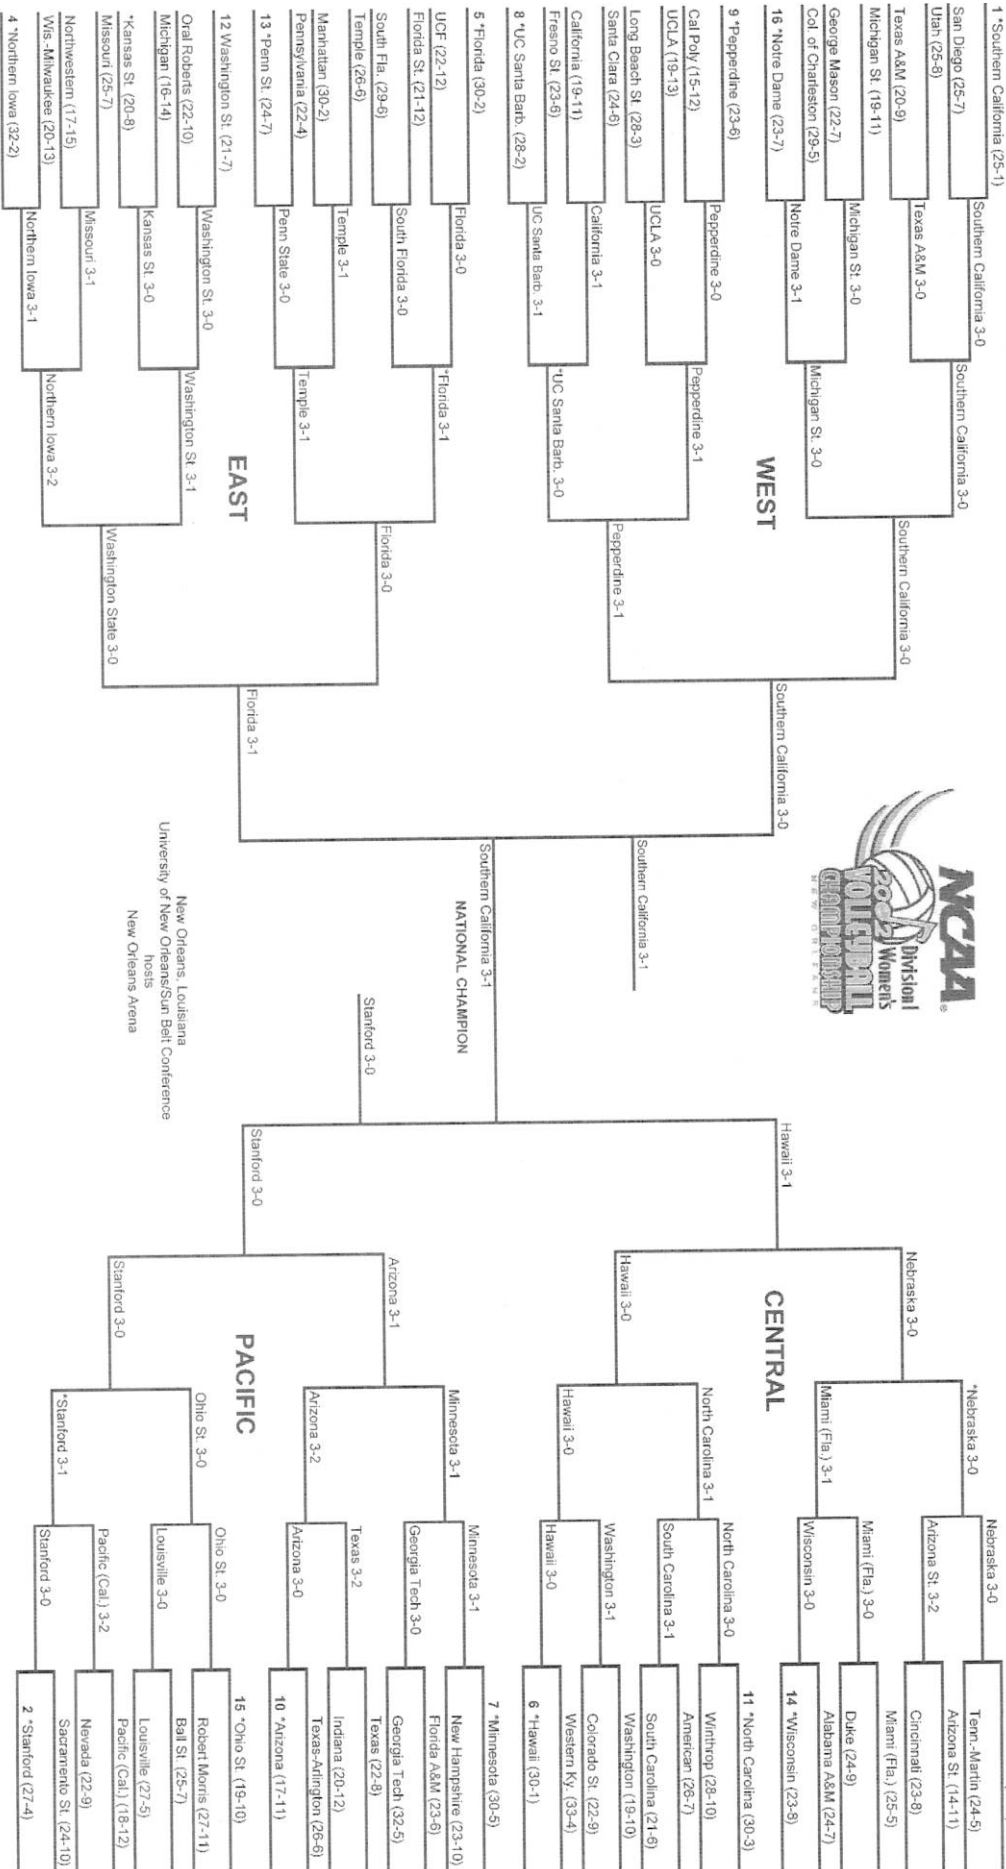 1 *Southern California (25-1)
San Diego (25-7)
Utah (25-8)
Texas A&M (20-9)
Michigan St. (19-11)
George Mason (22-7)
Col. of Charleston (29-5)
16 *Notre Dame (23-7)
9 *Pepperdine (23-6)
Cal Poly (15-12)
UCLA (19-13)
Long Beach St. (28-3)
Santa Clara (24-6)
California (19-11)
Fresno St. (23-6)
8 *UC Santa Barb. (28-2)
5 *Florida (30-2)
UCF (22-12)
Florida St. (21-12)
South Fla. (29-6)
Temple (26-6)
Manhattan (30-2)
Pennsylvania (22-4)
13 *Penn St. (24-7)
12 Washington St. (21-7)
Oral Roberts (22-10)
Michigan (16-14)
*Kansas St. (20-8)
Missouri (25-7)
Northwestern (17-15)
Wis.-Milwaukee (20-13)
4 *Northern Iowa (32-2)
Southern California 3-0
Texas A&M 3-0
Michigan St. 3-0
Notre Dame 3-1
Pepperdine 3-0
UCLA 3-0
California 3-1
UC Santa Barb. 3-1
Florida 3-0
South Florida 3-0
Temple 3-1
Penn State 3-0
Washington St. 3-0
Kansas St. 3-0
Missouri 3-1
Northern Iowa 3-1
Southern California 3-0
Michigan St. 3-0
Pepperdine 3-1
*UC Santa Barb. 3-0
*Florida 3-1
Temple 3-1
Washington St. 3-1
Northern Iowa 3-2
WEST
EAST
Southern California 3-0
Pepperdine 3-1
Florida 3-0
Washington State 3-0
Southern California 3-0
Florida 3-1
NCAA®
Division I
2002 Women's
VOLLEYBALL
CHAMPIONSHIP
NEW ORLEANS
Southern California 3-1
Southern California 3-1
NATIONAL CHAMPION
Stanford 3-0
New Orleans, Louisiana
University of New Orleans/Sun Belt Conference
hosts
New Orleans Arena
Hawaii 3-1
Stanford 3-0
Nebraska 3-0
Hawaii 3-0
Arizona 3-1
Stanford 3-0
CENTRAL
PACIFIC
*Nebraska 3-0
Miami (Fla.) 3-1
North Carolina 3-1
Hawaii 3-0
Minnesota 3-1
Arizona 3-2
Ohio St. 3-0
*Stanford 3-1
Nebraska 3-0
Arizona St. 3-2
Miami (Fla.) 3-0
Wisconsin 3-0
North Carolina 3-0
South Carolina 3-1
Washington 3-1
Hawaii 3-0
Minnesota 3-1
Georgia Tech 3-0
Texas 3-2
Arizona 3-0
Ohio St. 3-0
Louisville 3-0
Pacific (Cal.) 3-2
Stanford 3-0
Tenn.-Martin (24-5)
Arizona St. (14-11)
Cincinnati (23-8)
Miami (Fla.) (25-5)
Duke (24-9)
Alabama A&M (24-7)
14 *Wisconsin (23-8)
11 *North Carolina (30-3)
Winthrop (28-10)
American (26-7)
South Carolina (21-6)
Washington (19-10)
Colorado St. (22-9)
Western Ky. (33-4)
6 *Hawaii (30-1)
7 *Minnesota (30-5)
New Hampshire (23-10)
Florida A&M (23-6)
Georgia Tech (32-5)
Texas (22-8)
Indiana (20-12)
Texas-Arlington (26-6)
10 *Arizona (17-11)
15 *Ohio St. (19-10)
Robert Morris (27-11)
Ball St. (25-7)
Louisville (27-5)
Pacific (Cal.) (18-12)
Nevada (22-9)
Sacramento St. (24-10)
2 *Stanford (27-4)